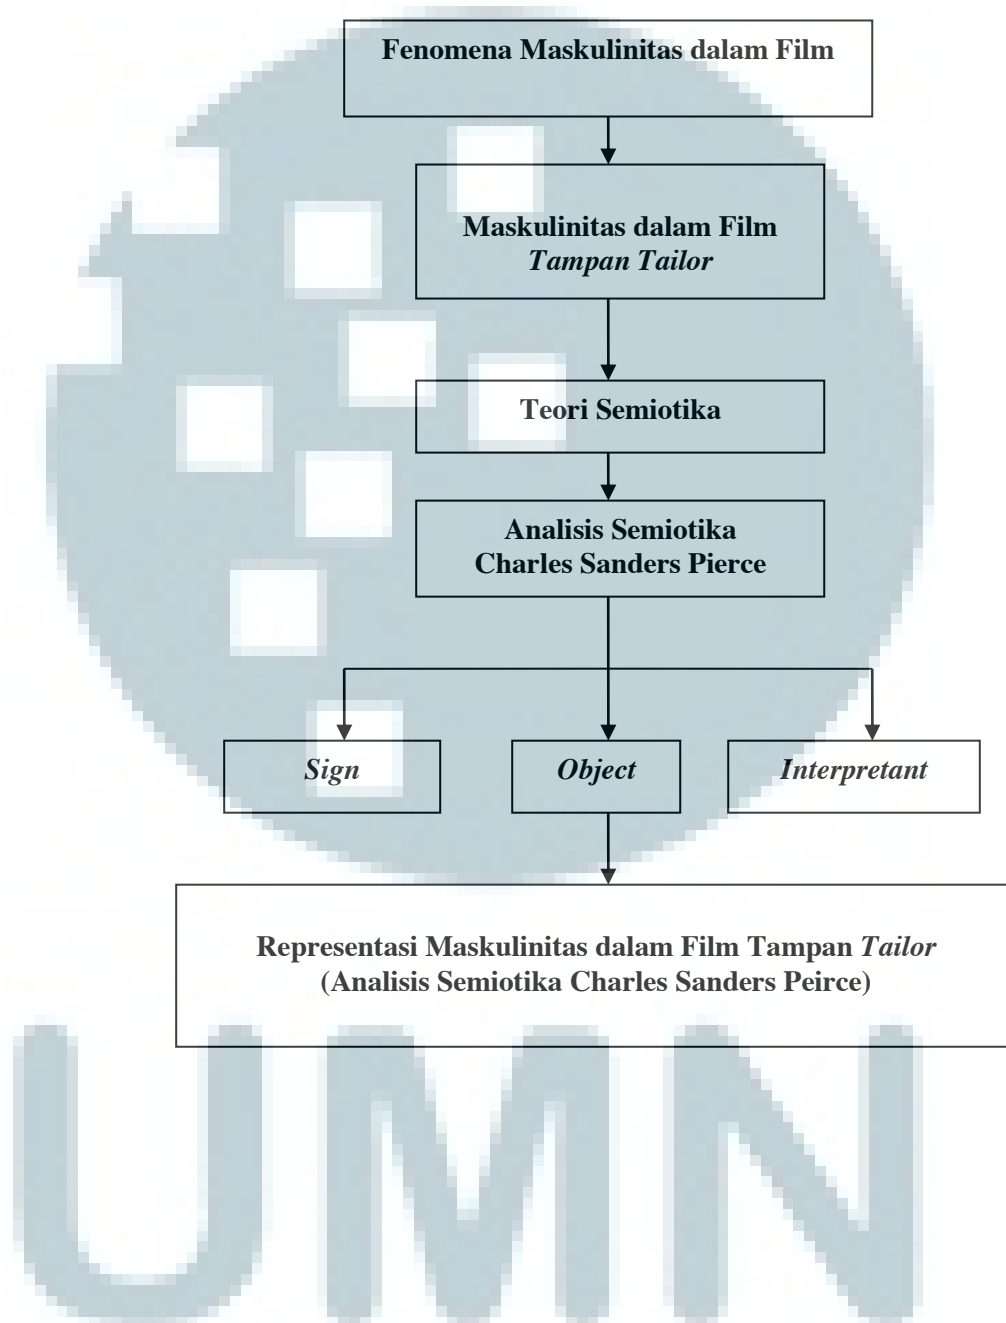 Fenomena Maskulinitas dalam Film
Maskulinitas dalam Film
Tampan Tailor
Teori Semiotika
Analisis Semiotika
Charles Sanders Pierce
Sign
Object
Interpretant
Representasi Maskulinitas dalam Film Tampan Tailor
(Analisis Semiotika Charles Sanders Peirce)
UMN